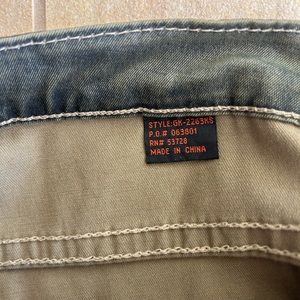 STYLE:GK-2263KS
P.O.# 063801
RN# 53728
MADE IN CHINA